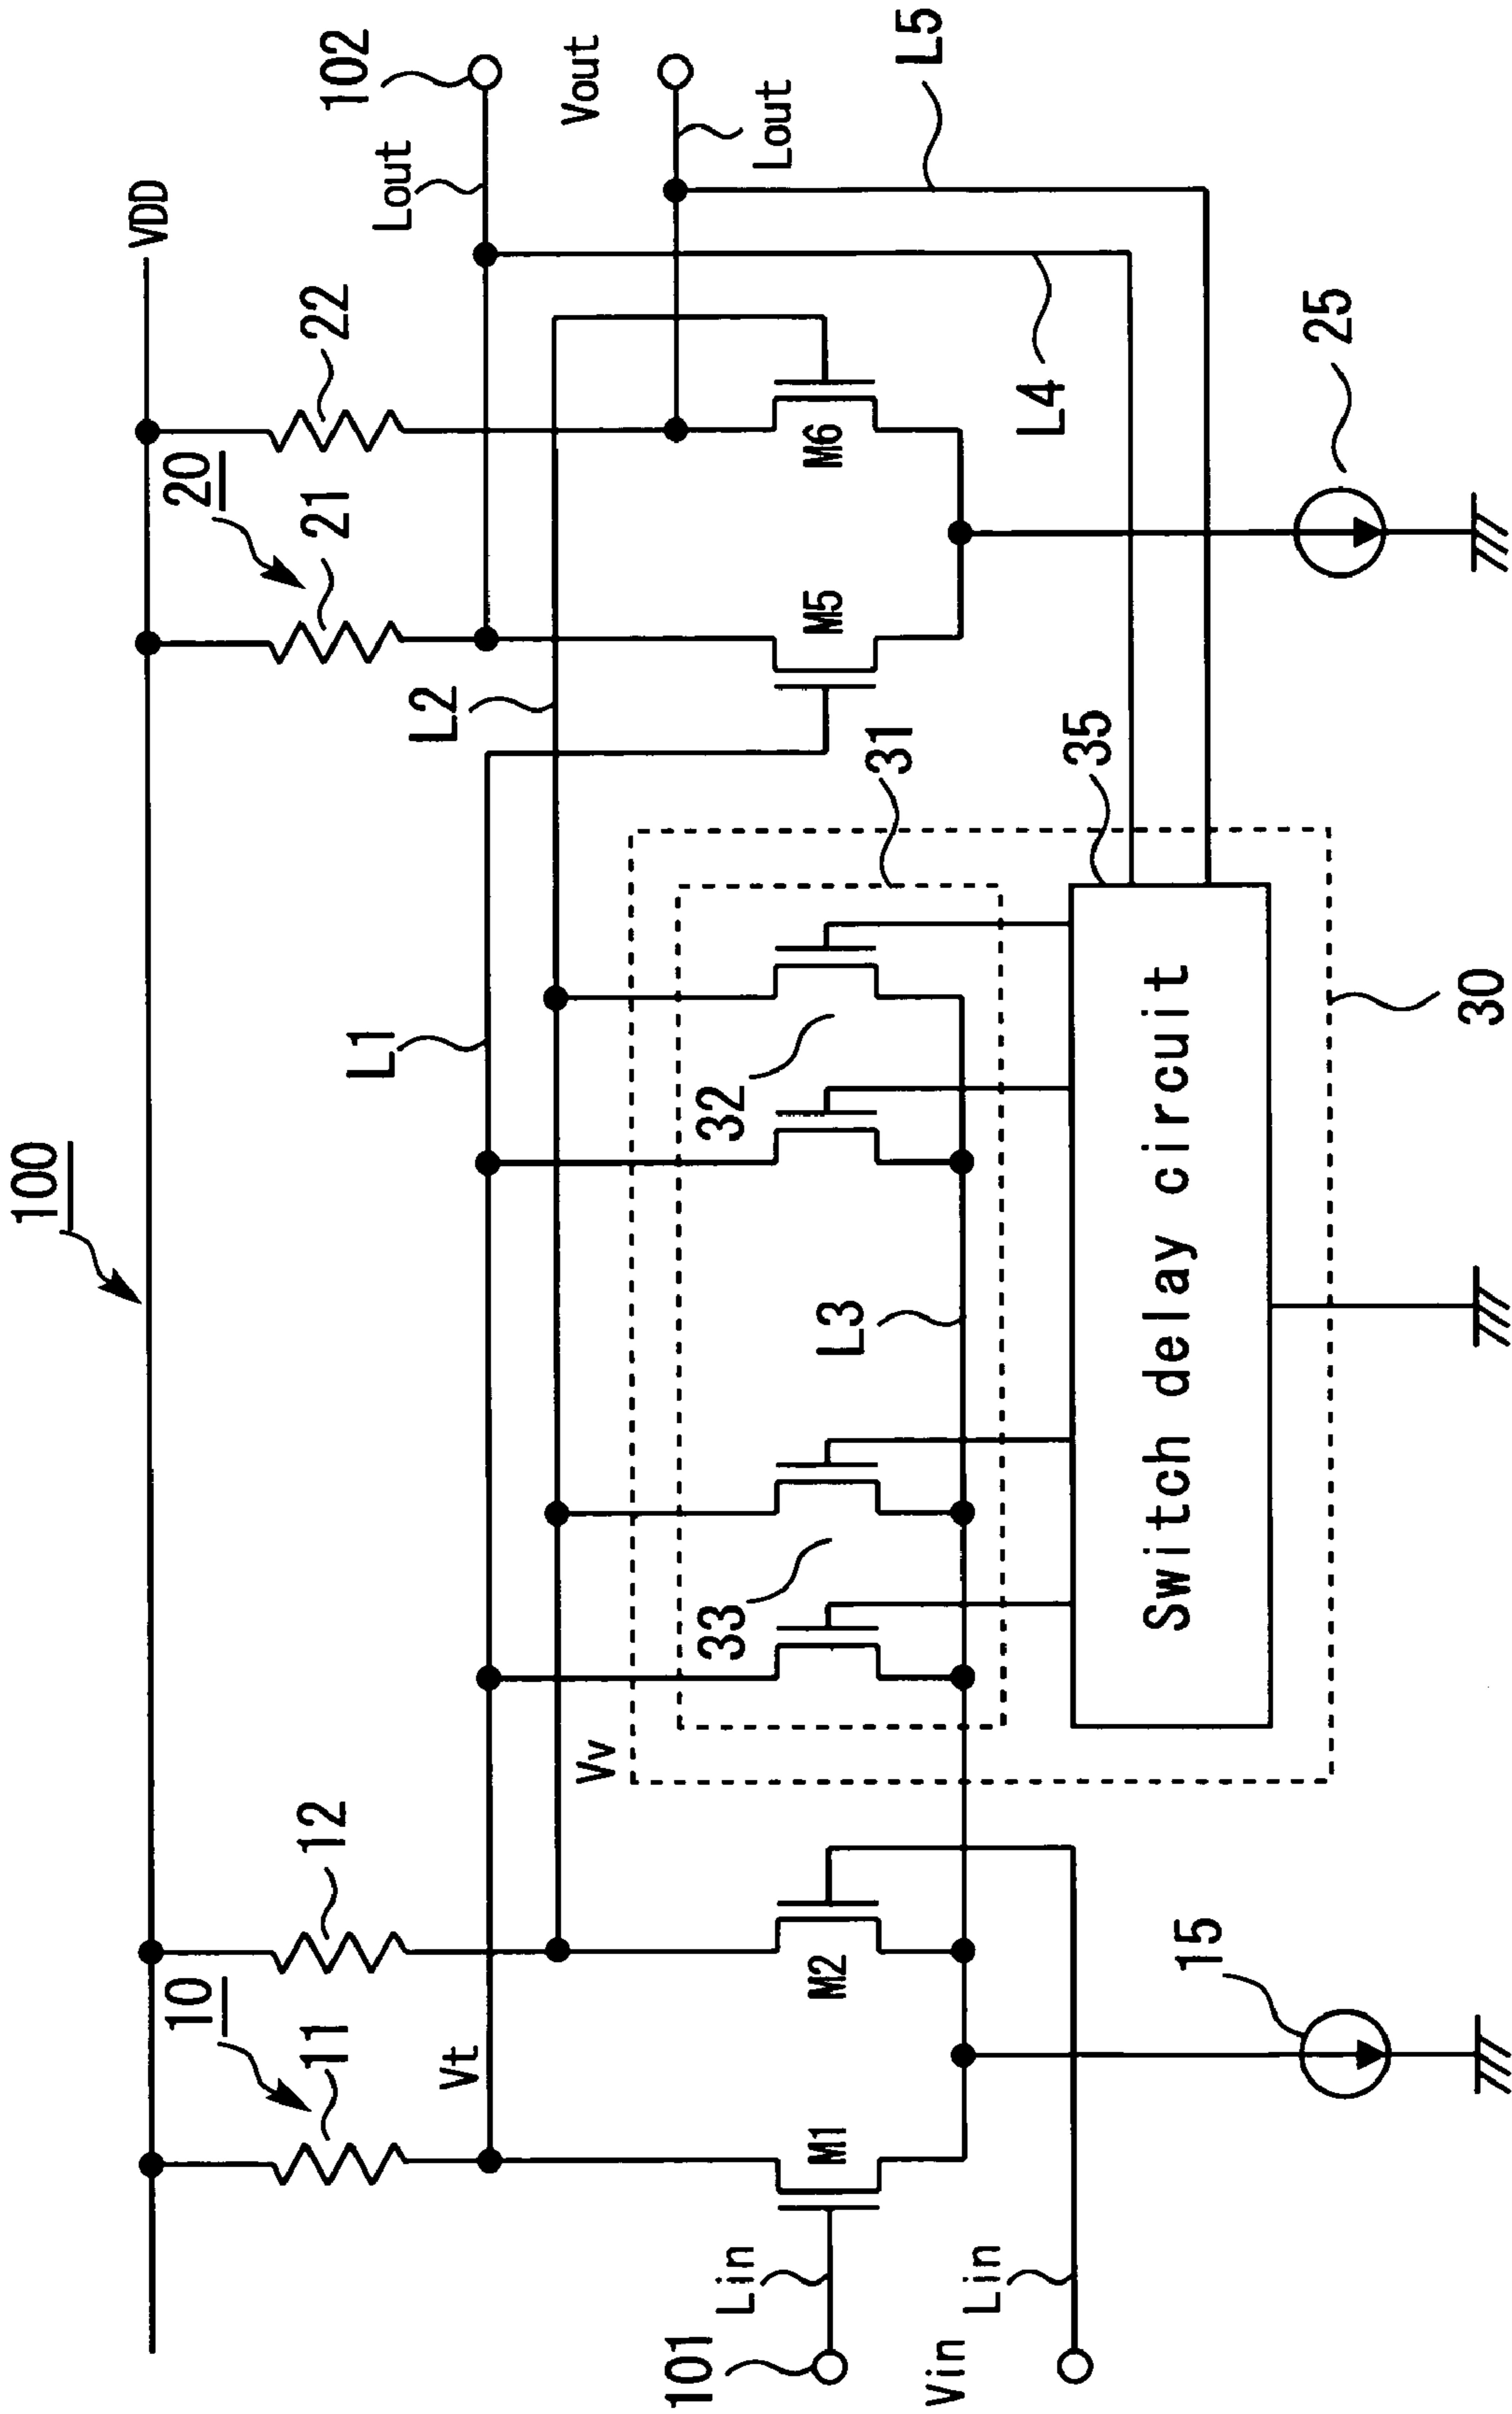 100
VDD
10
11
12
20
21
22
102
Lout
Vt
L1
L2
Vout
Lout
Vv
101
Lin
M1
M2
33
L3
32
31
M5
M6
L5
Vin
Lin
Switch delay circuit
35
L4
15
30
25